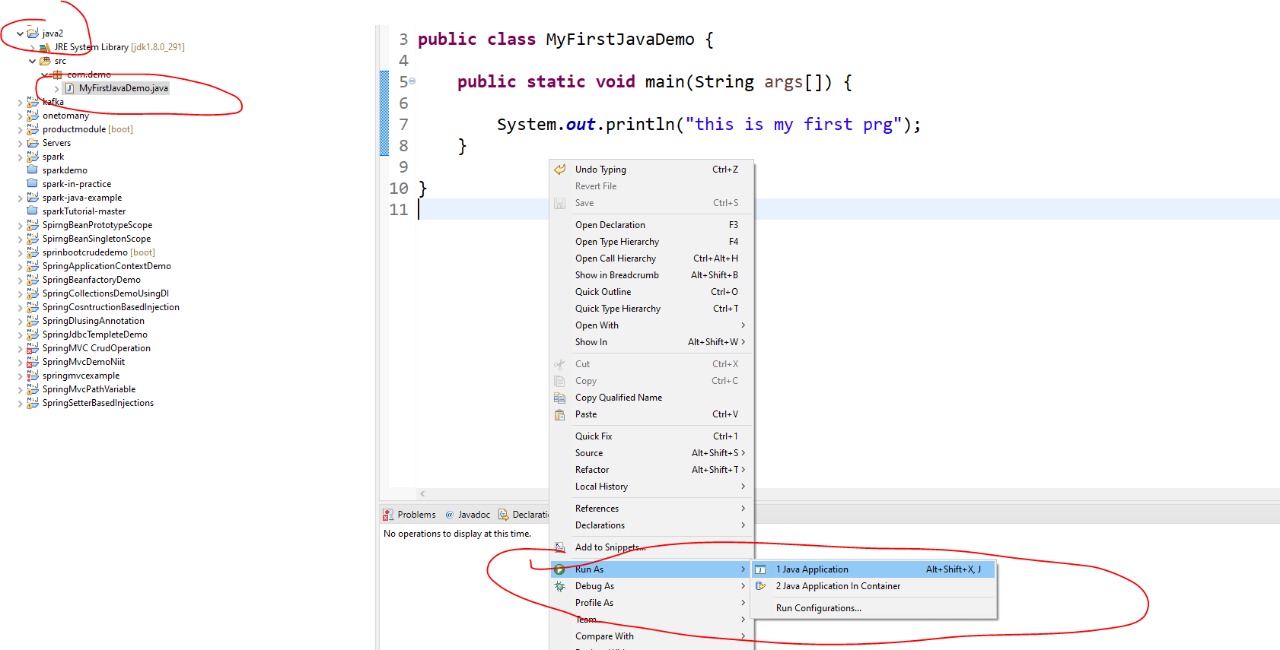 java2
JRE System Library [jdk1.8.0_291]
src
com.demo
MyFirstJavaDemo.java
kafka
onetomany
productmodule [boot]
Servers
spark
sparkdemo
spark-in-practice
spark-java-example
sparkTutorial-master
SpirngBeanPrototypeScope
SpirngBeanSingletonScope
sprinbootcrudedemo [boot]
SpringApplicationContextDemo
SpringBeanfactoryDemo
SpringCollectionsDemoUsingDI
SpringCosntructionBasedInjection
SpringDIusingAnnotation
SpringJdbcTempleteDemo
SpringMVC CrudOperation
SpringMvcDemoNiit
springmvcexample
SpringMvcPathVariable
SpringSetterBasedInjections
3 public class MyFirstJavaDemo {
4
5 public static void main(String args[]) {
6
7 System.out.println("this is my first prg");
8 }
9
10 }
11
Undo Typing Ctrl+Z
Revert File
Save Ctrl+S
Open Declaration F3
Open Type Hierarchy F4
Open Call Hierarchy Ctrl+Alt+H
Show in Breadcrumb Alt+Shift+B
Quick Outline Ctrl+O
Quick Type Hierarchy Ctrl+T
Open With
Show In Alt+Shift+W
Cut Ctrl+X
Copy Ctrl+C
Copy Qualified Name
Paste Ctrl+V
Quick Fix Ctrl+1
Source Alt+Shift+S
Refactor Alt+Shift+T
Local History
References
Declarations
Add to Snippets...
Run As
Debug As
Profile As
Team
Compare With
1 Java Application Alt+Shift+X, J
2 Java Application In Container
Run Configurations...
Problems @ Javadoc Declarati
No operations to display at this time.